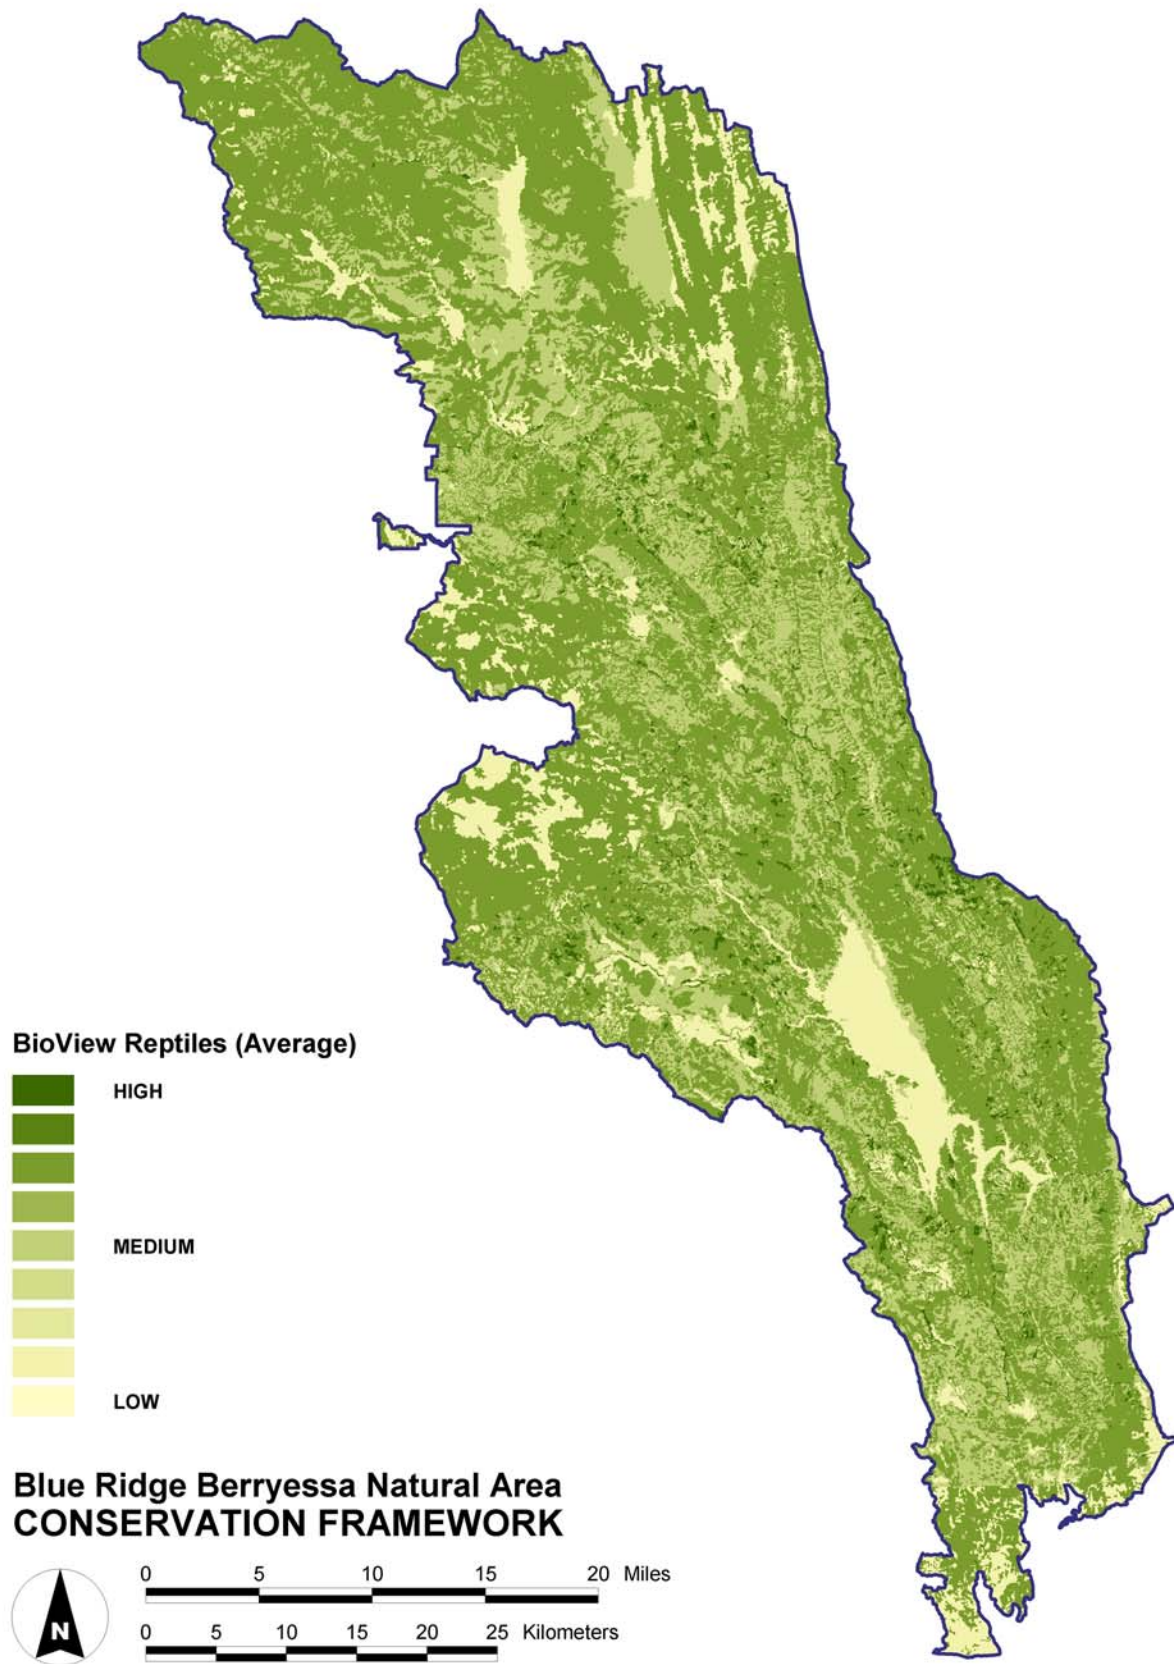 BioView Reptiles (Average)
HIGH
MEDIUM
LOW
Blue Ridge Berryessa Natural Area
CONSERVATION FRAMEWORK
0 5 10 15 20 Miles
0 5 10 15 20 25 Kilometers
N